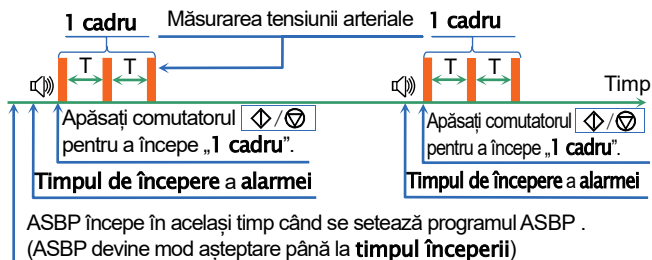 1 cadru
Măsurarea tensiunii arteriale
1 cadru
T T
T T
Timp
Apăsați comutatorul /
pentru a începe „1 cadru”.
Apăsați comutatorul /
pentru a începe „1 cadru”.
Timpul de începere a alarmei
Timpul de începere a alarmei
ASBP începe în același timp când se setează programul ASBP .
(ASBP devine mod așteptare până la timpul începerii)